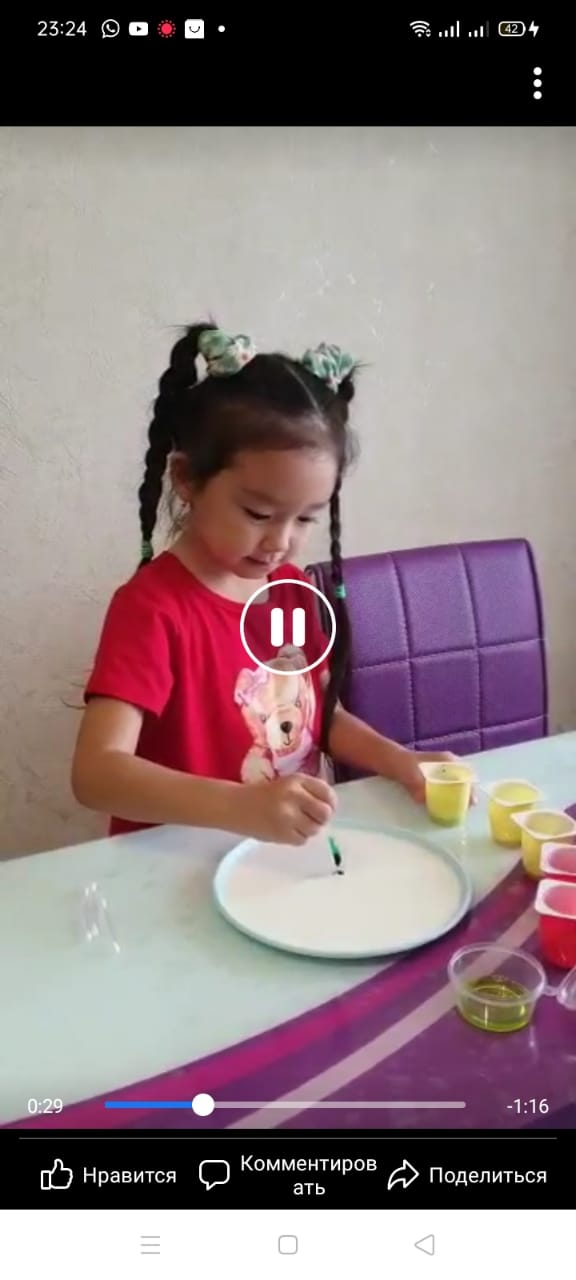 23:24
42
0:29
-1:16
Нравится
Комментиров
ать
Поделиться